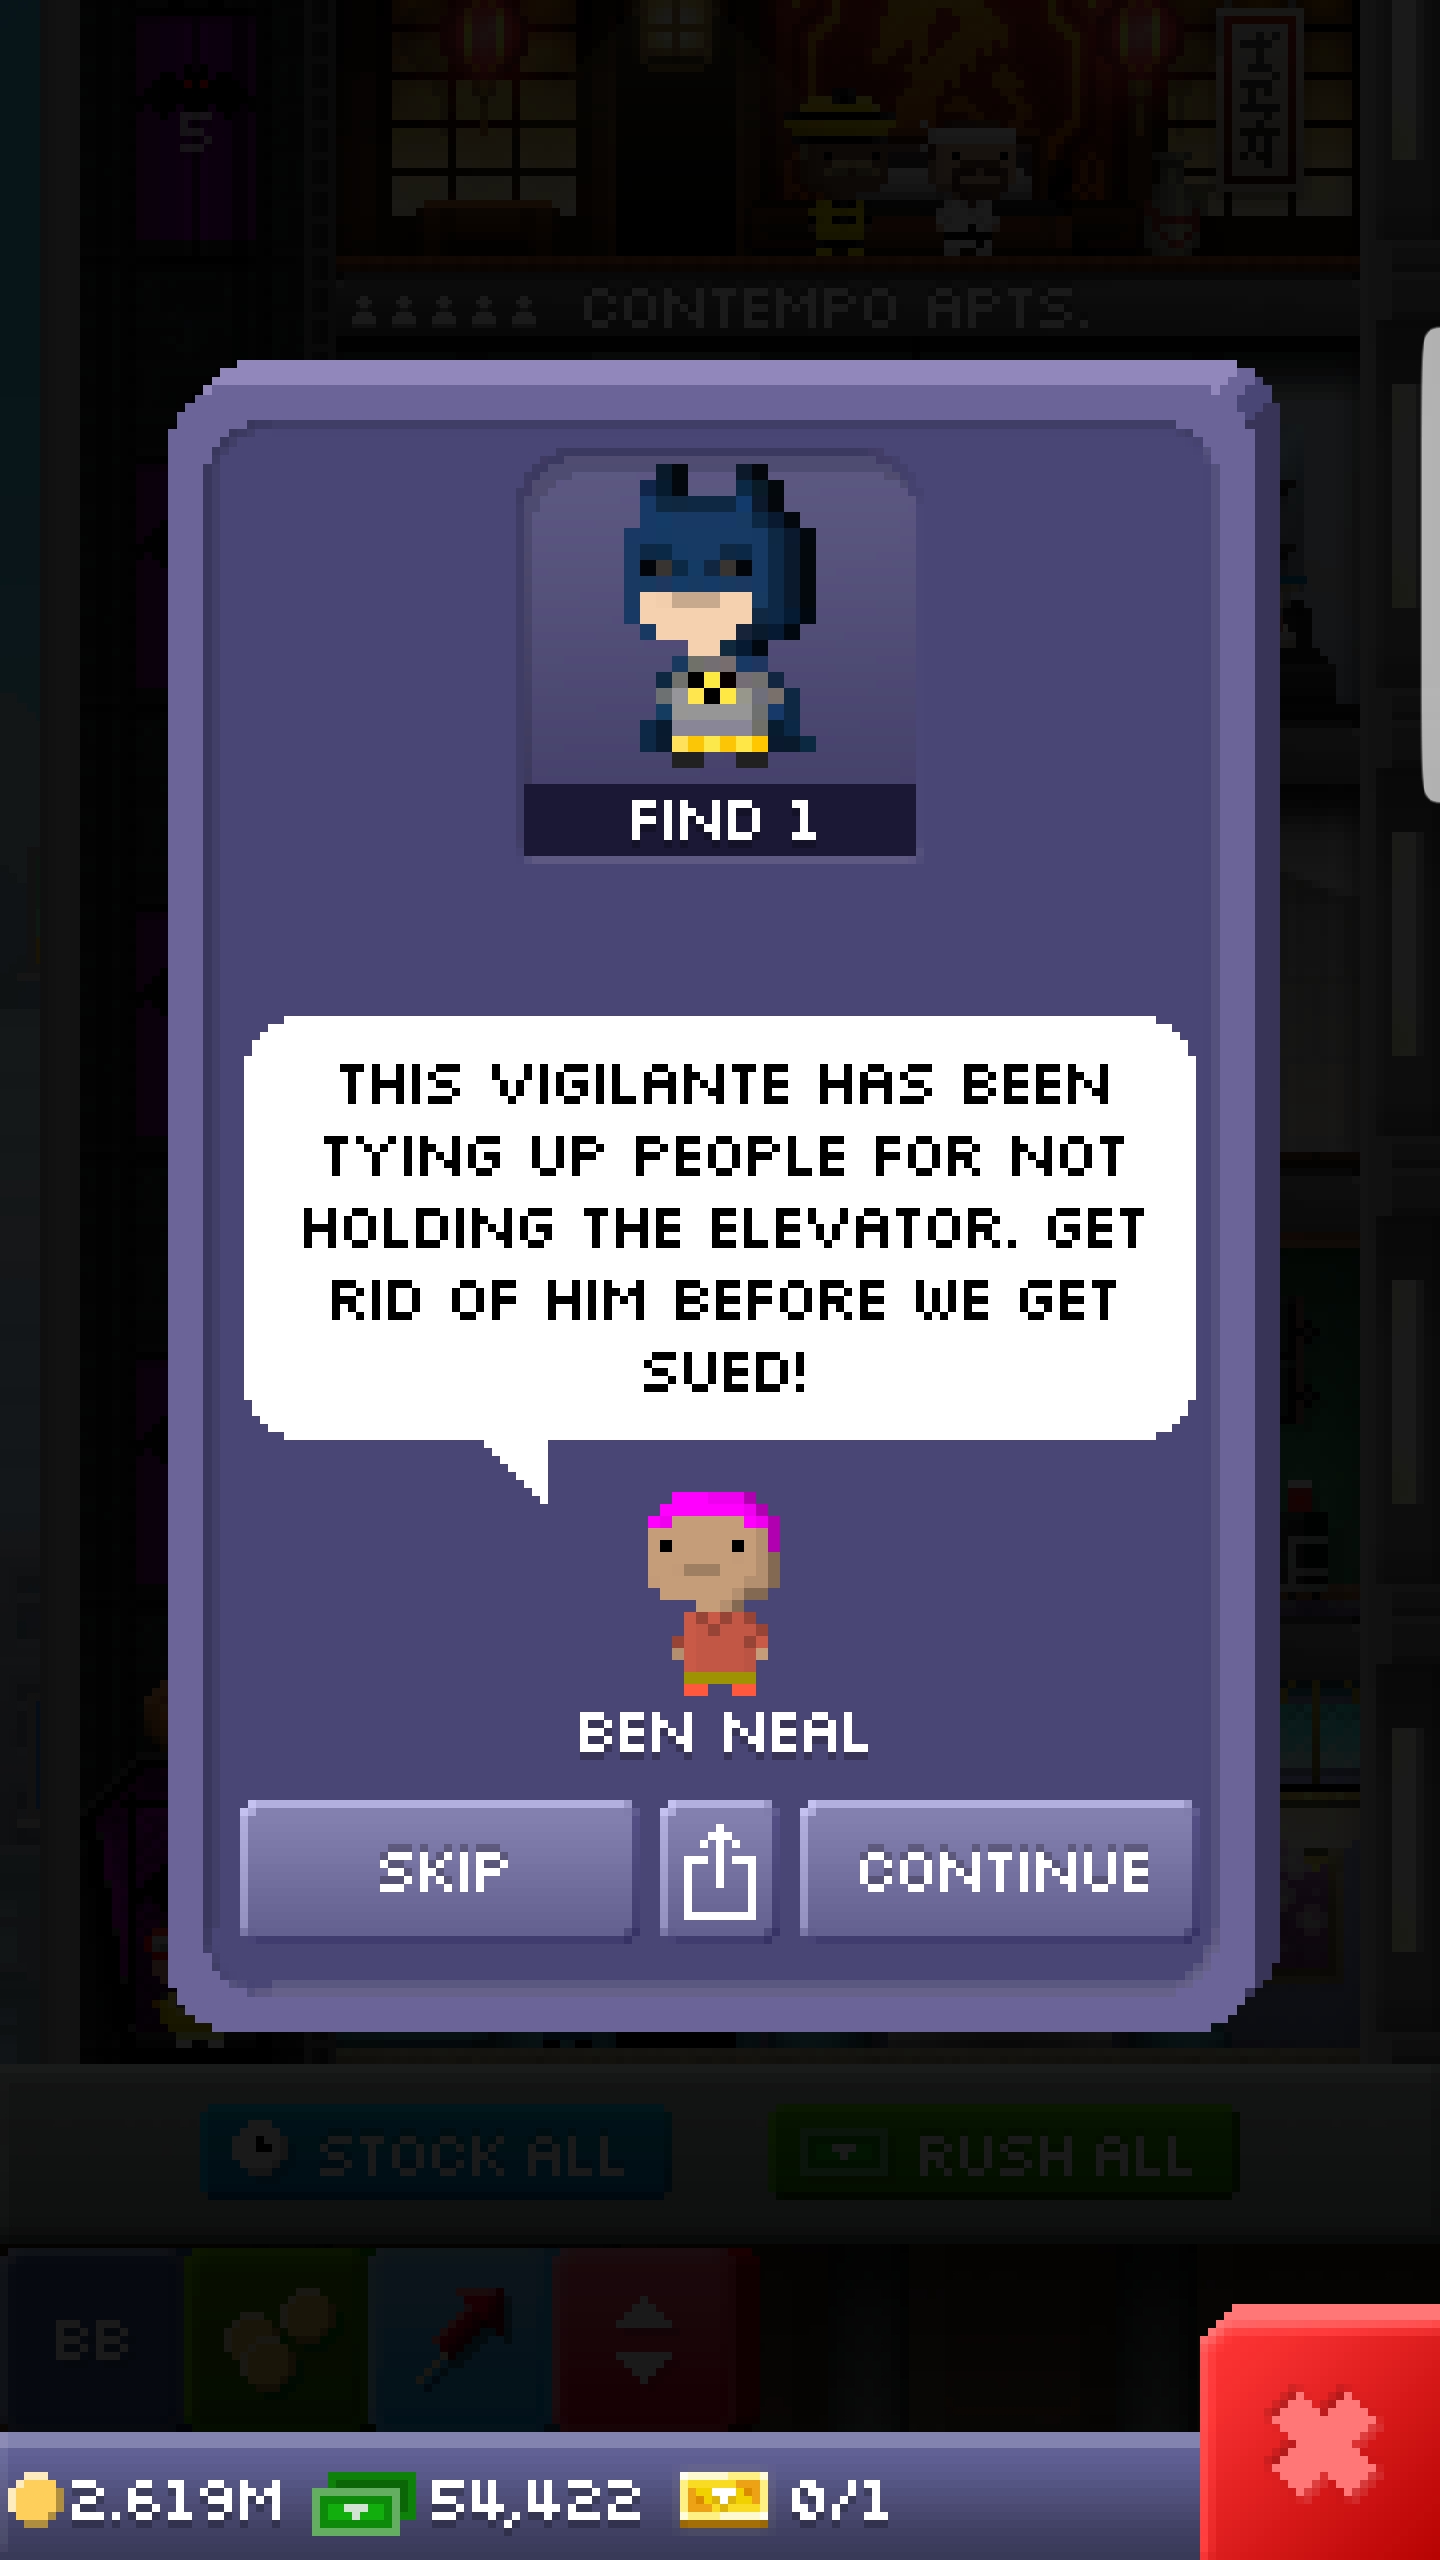 5
CONTEMPO APTS.
FIND 1
THIS VIGILANTE HAS BEEN
TYING UP PEOPLE FOR NOT
HOLDING THE ELEVATOR. GET
RID OF HIM BEFORE WE GET
SUED!
BEN NEAL
SKIP
CONTINUE
STOCK ALL
RUSH ALL
BB
2.619M
54,422
0/1